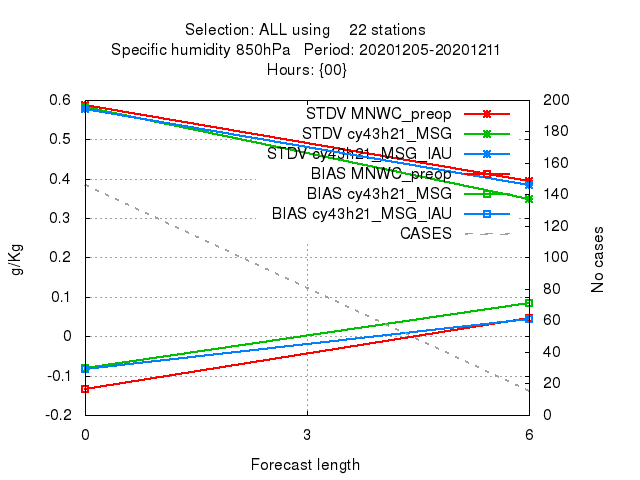 Selection: ALL using 22 stations
Specific humidity 850hPa Period: 20201205-20201211
Hours: {00}
0.6
0.5
0.4
0.3
0.2
0.1
0
-0.1
-0.2
g/Kg
STDV MNWC_preop
STDV cy43h21_MSG
STDV cy43h21_MSG_IAU
BIAS MNWC_preop
BIAS cy43h21_MSG
BIAS cy43h21_MSG_IAU
CASES
200
180
160
140
120
100
80
60
40
20
0
No cases
0 3 6
Forecast length